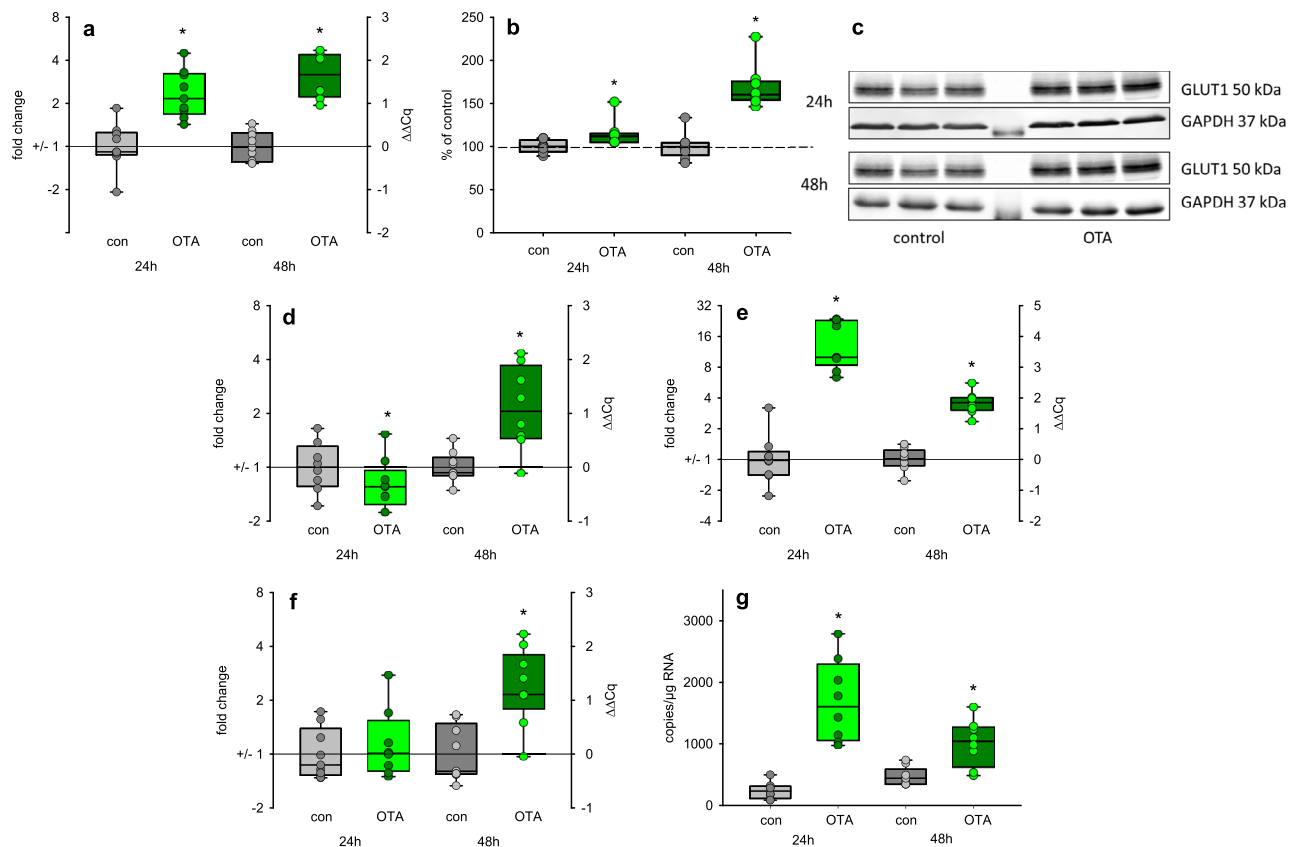 a
fold change
8
4
2
+/- 1
-2
*
*
3
2
1
0
-1
-2
ΔΔCq
con OTA con OTA
24h 48h
b
% of control
250
200
150
100
50
0
*
*
con OTA con OTA
24h 48h
c
24h
GLUT1 50 kDa
GAPDH 37 kDa
48h
GLUT1 50 kDa
GAPDH 37 kDa
control OTA
d
fold change
8
4
2
+/- 1
-2
*
*
3
2
1
0
-1
ΔΔCq
con OTA con OTA
24h 48h
e
fold change
32
16
8
4
2
+/- 1
-2
-4
*
*
5
4
3
2
1
0
-1
-2
ΔΔCq
con OTA con OTA
24h 48h
f
fold change
8
4
2
+/- 1
-2
*
3
2
1
0
-1
ΔΔCq
con OTA con OTA
24h 48h
g
copies/µg RNA
3000
2000
1000
0
*
*
con OTA con OTA
24h 48h